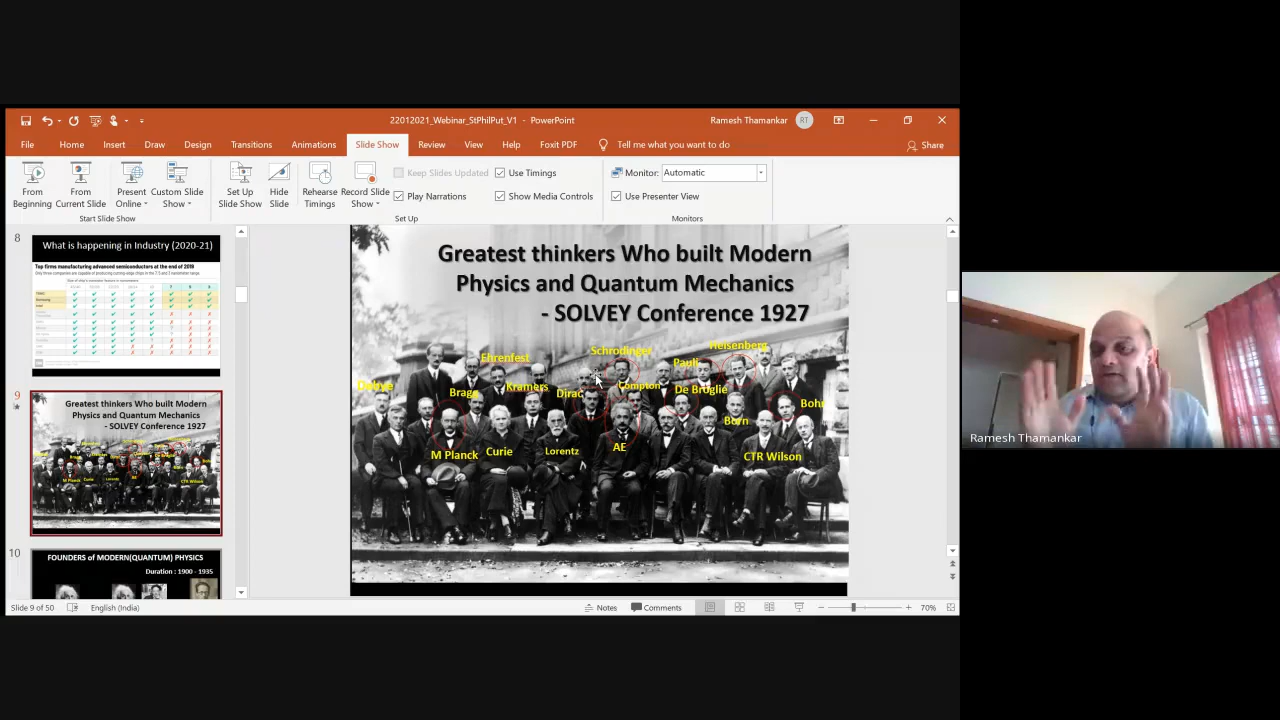 22012021_Webinar_StPhilPut_V1 - PowerPoint
Ramesh Thamankar
RT
File Home Insert Draw Design Transitions Animations Slide Show Review View Help Foxit PDF Tell me what you want to do
Share
From Beginning
From Current Slide
Present Online
Custom Slide Show
Set Up Slide Show
Hide Slide
Rehearse Timings
Record Slide Show
Keep Slides Updated
Use Timings
Play Narrations
Show Media Controls
Monitor: Automatic
Use Presenter View
Start Slide Show
Set Up
Monitors
8
What is happening in Industry (2020-21)
Top firms manufacturing advanced semiconductors at the end of 2019
9
Greatest thinkers Who built Modern
Physics and Quantum Mechanics
- SOLVEY Conference 1927
M Planck Curie Lorentz AE CTR Wilson
10
FOUNDERS of MODERN(QUANTUM) PHYSICS
Duration : 1900 - 1935
Greatest thinkers Who built Modern
Physics and Quantum Mechanics
- SOLVEY Conference 1927
Heisenberg
Schrodinger
Ehrenfest
Pauli
Debye
Kramers
Compton
De Broglie
Bragg
Dirac
Bohr
Born
M Planck
Curie
Lorentz
AE
CTR Wilson
Ramesh Thamankar
Slide 9 of 50
English (India)
Notes
Comments
70%